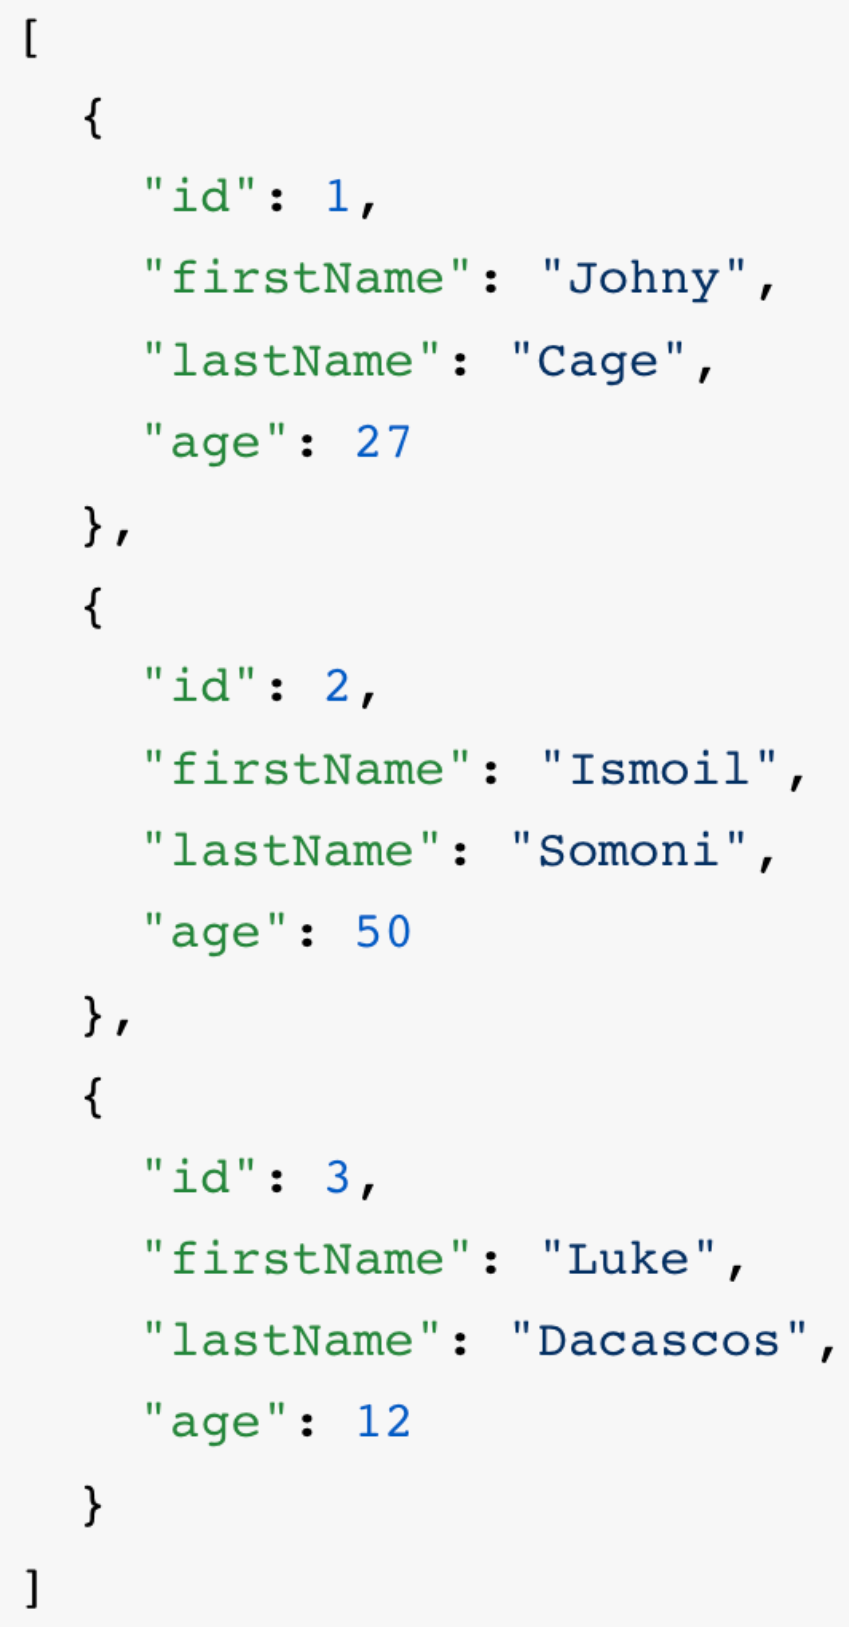 [
  {
    "id": 1,
    "firstName": "Johny",
    "lastName": "Cage",
    "age": 27
  },
  {
    "id": 2,
    "firstName": "Ismoil",
    "lastName": "Somoni",
    "age": 50
  },
  {
    "id": 3,
    "firstName": "Luke",
    "lastName": "Dacascos",
    "age": 12
  }
]